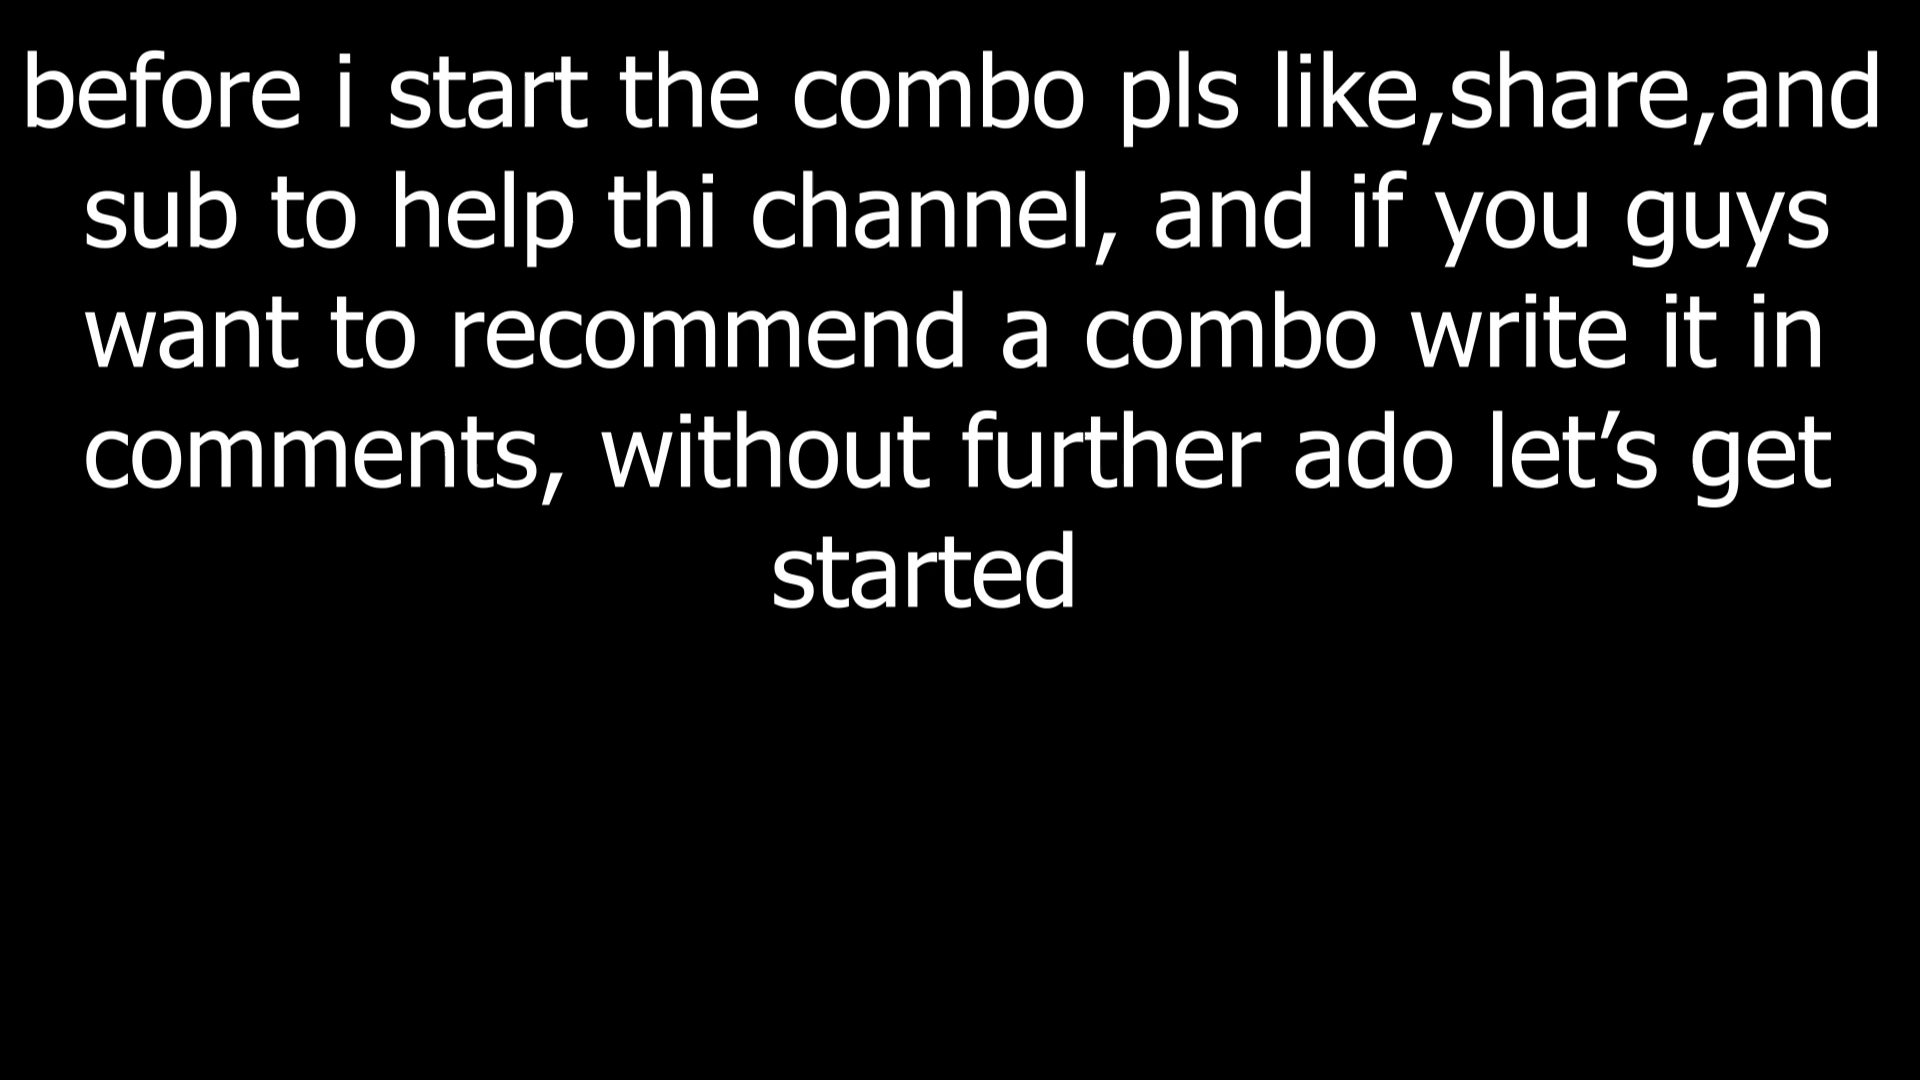 before i start the combo pls like,share,and
sub to help thi channel, and if you guys
want to recommend a combo write it in
comments, without further ado let’s get
started